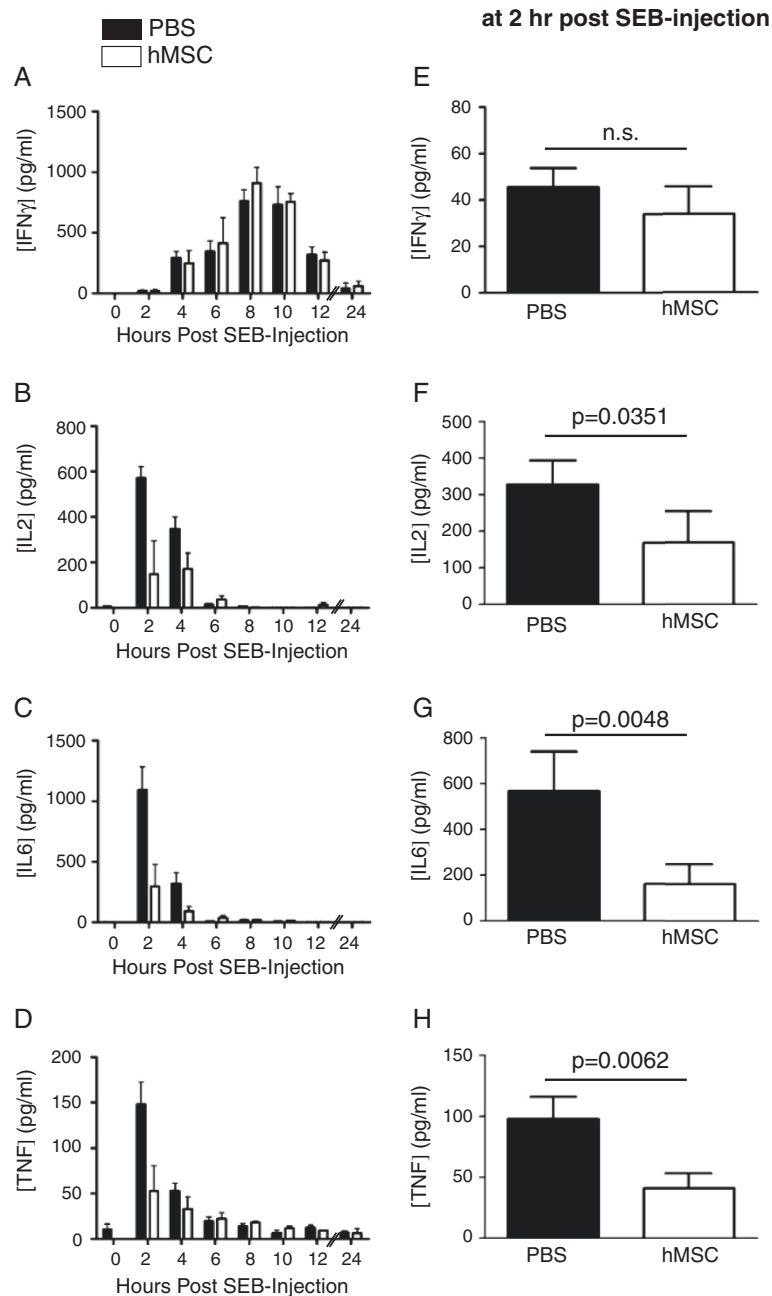 PBS
hMSC
at 2 hr post SEB-injection
A
[IFNγ] (pg/ml)
1500
1000
500
0
0 2 4 6 8 10 12 24
Hours Post SEB-Injection
E
[IFNγ] (pg/ml)
80
60
40
20
0
n.s.
PBS hMSC
B
[IL2] (pg/ml)
800
600
400
200
0
0 2 4 6 8 10 12 24
Hours Post SEB-Injection
F
[IL2] (pg/ml)
500
400
300
200
100
0
p=0.0351
PBS hMSC
C
[IL6] (pg/ml)
1500
1000
500
0
0 2 4 6 8 10 12 24
Hours Post SEB-Injection
G
[IL6] (pg/ml)
800
600
400
200
0
p=0.0048
PBS hMSC
D
[TNF] (pg/ml)
200
150
100
50
0
0 2 4 6 8 10 12 24
Hours Post SEB-Injection
H
[TNF] (pg/ml)
150
100
50
0
p=0.0062
PBS hMSC